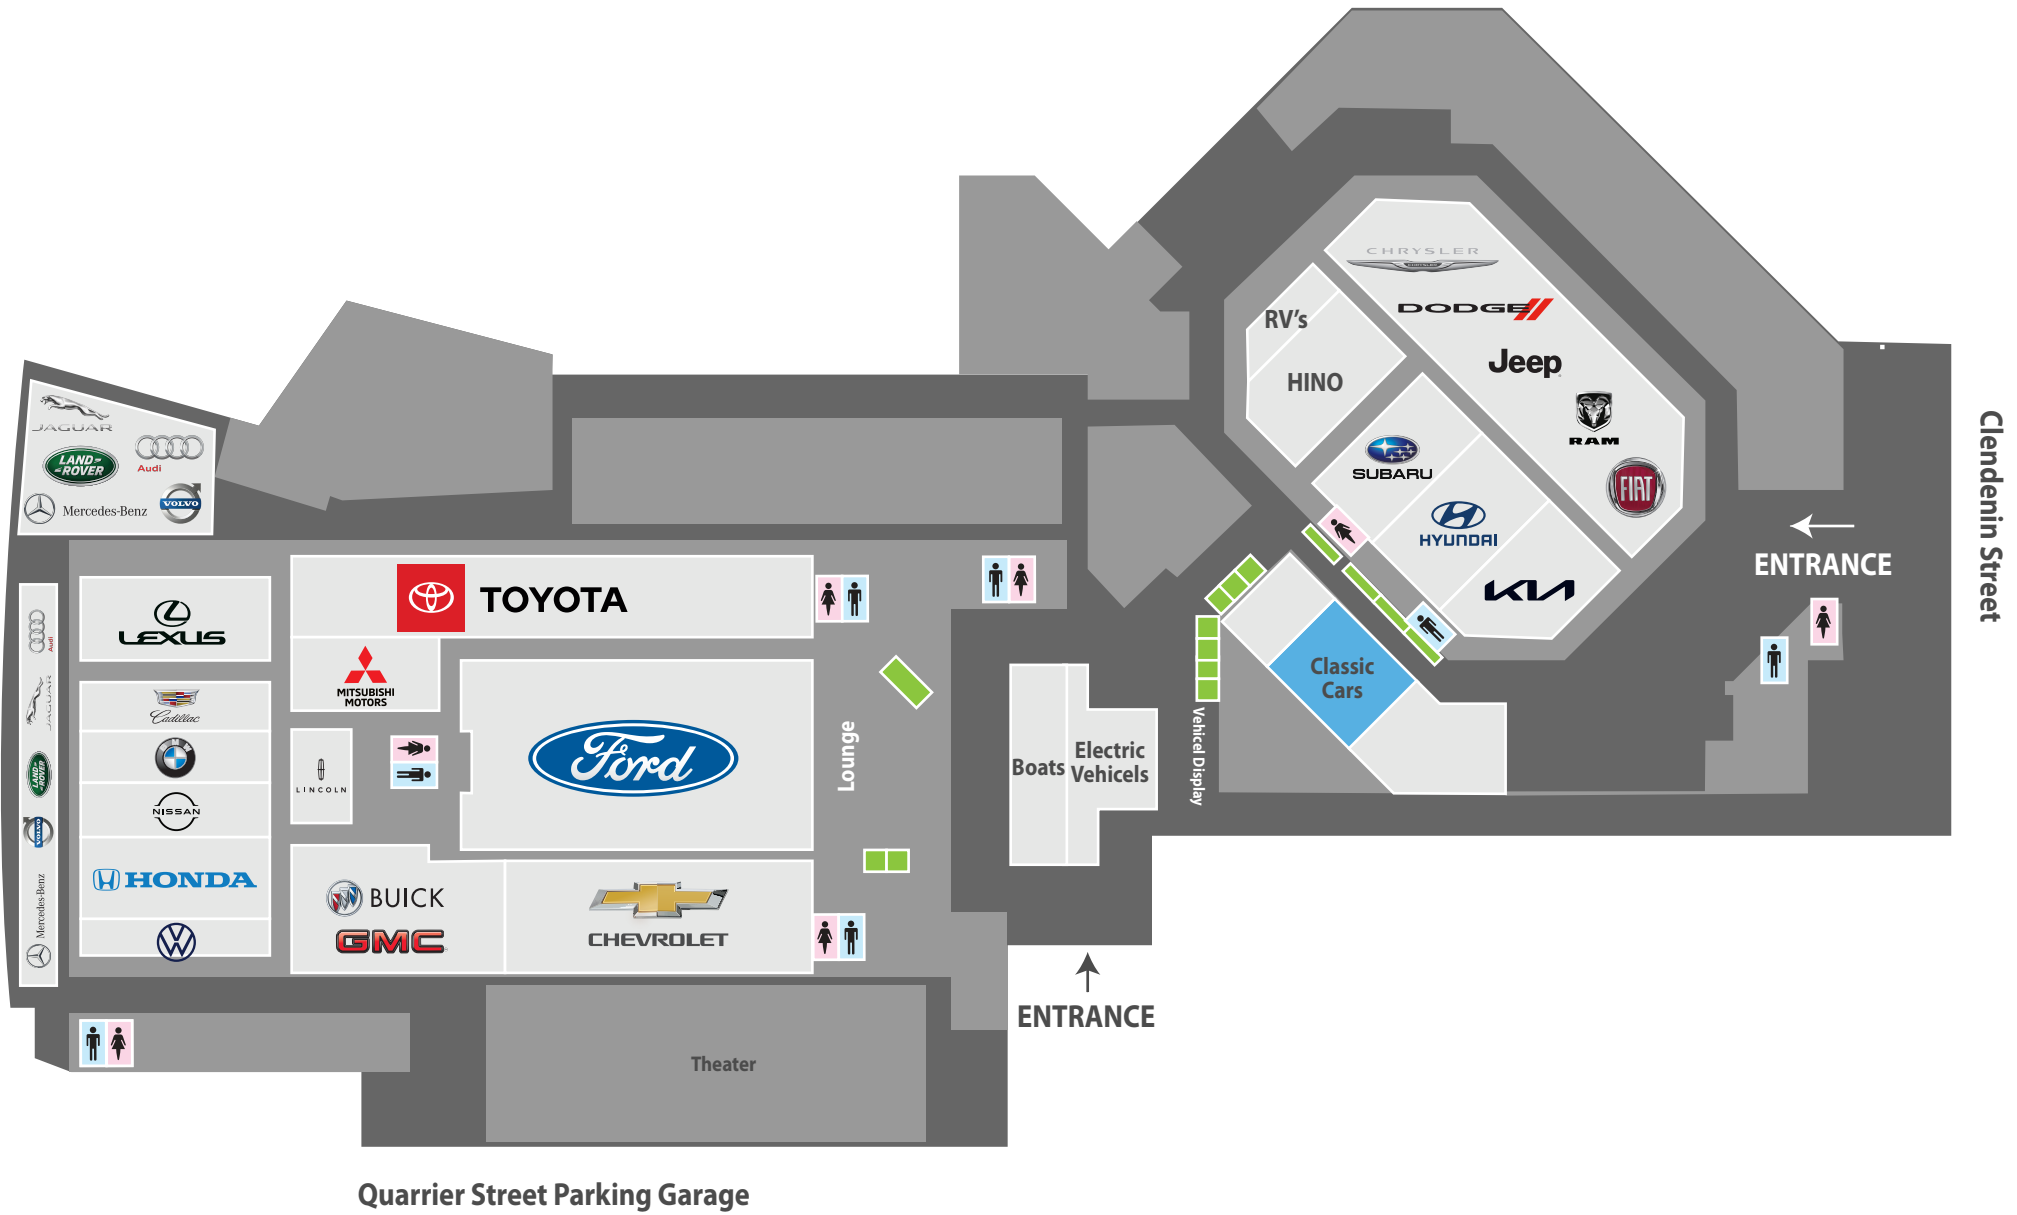 CHRYSLER
DODGE
Jeep
RAM
FIAT
RV's
HINO
SUBARU
HYUNDAI
KIA
ENTRANCE
Clendenin Street
Classic
Cars
Vehicel Display
Electric
Vehicels
Boats
ENTRANCE
Lounge
JAGUAR
LAND-
-ROVER
Audi
Mercedes-Benz
VOLVO
Audi
JAGUAR
LAND-
-ROVER
VOLVO
Mercedes-Benz
LEXUS
Cadillac
BMW
NISSAN
HONDA
TOYOTA
MITSUBISHI
MOTORS
LINCOLN
Ford
BUICK
GMC
CHEVROLET
Theater
Quarrier Street Parking Garage